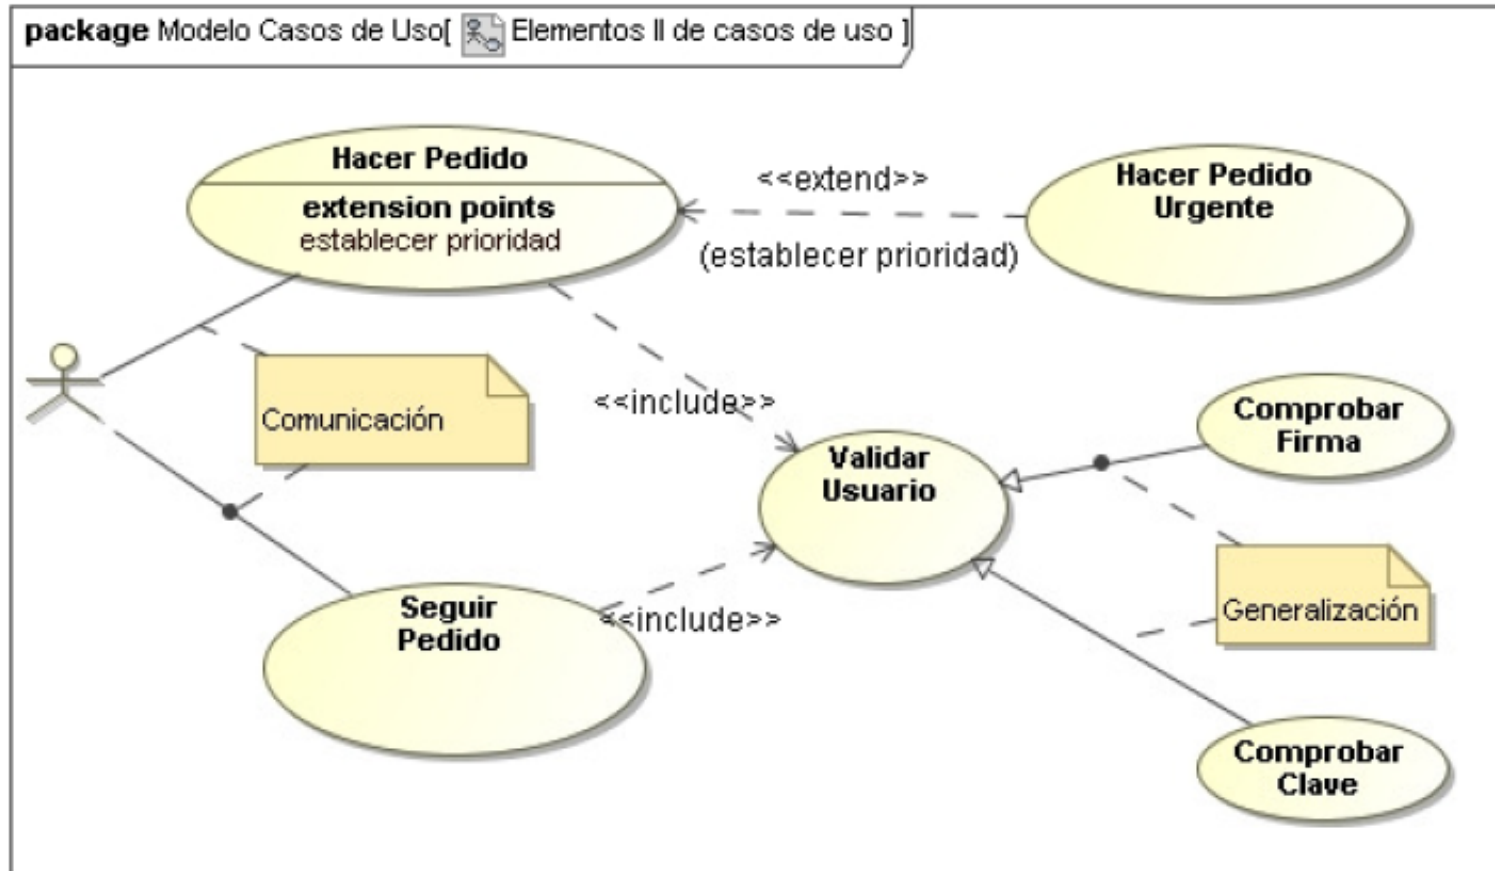 package Modelo Casos de Uso[ Elementos II de casos de uso ]
Hacer Pedido
extension points
establecer prioridad
<<extend>>
(establecer prioridad)
Hacer Pedido
Urgente
Comunicación
<<include>>
Validar
Usuario
Comprobar
Firma
Generalización
Seguir
Pedido
<<include>>
Comprobar
Clave